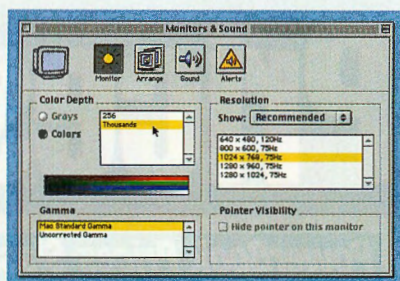 Monitors & Sound
Monitor
Arrange
Sound
Alerts
Color Depth
Grays
Colors
256
Thousands
Resolution
Show: Recommended
640 x 480, 120Hz
800 x 600, 75Hz
1024 x 768, 75Hz
1280 x 960, 75Hz
1280 x 1024, 75Hz
Gamma
Mac Standard Gamma
Uncorrected Gamma
Pointer Visibility
Hide pointer on this monitor